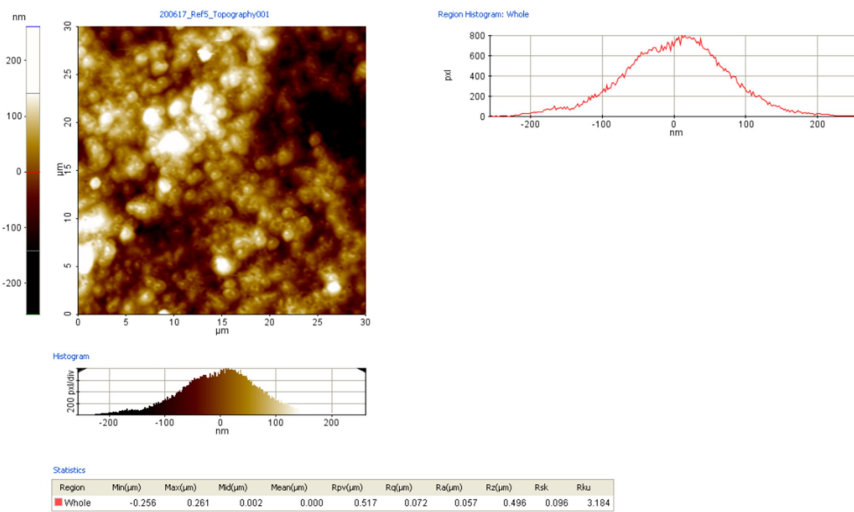 200617_Ref5_Topography001
nm
200
100
0
-100
-200
30
25
20
15
10
5
0
µm
0 5 10 15 20 25 30
µm
Region Histogram: Whole
800
600
400
200
0
pxl
-200 -100 0 100 200
nm
Histogram
200 pxl/div
-200 -100 0 100 200
nm
Statistics
Region Min(µm) Max(µm) Mid(µm) Mean(µm) Rpv(µm) Rq(µm) Ra(µm) Rz(µm) Rsk Rku
Whole -0.256 0.261 0.002 0.000 0.517 0.072 0.057 0.496 0.096 3.184